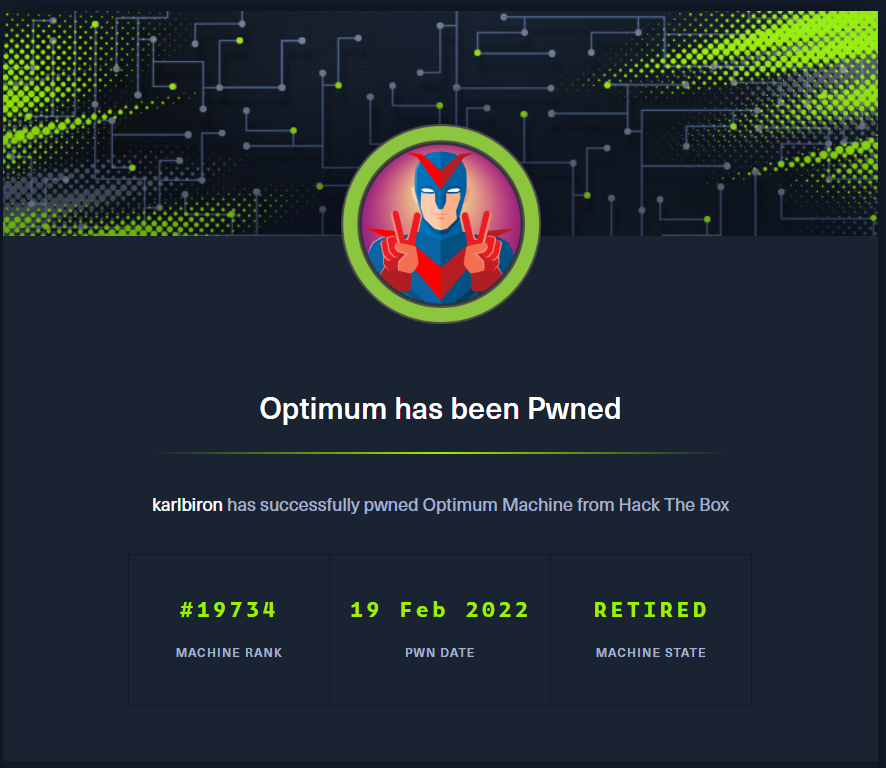 Optimum has been Pwned
karlbiron has successfully pwned Optimum Machine from Hack The Box
#19734
MACHINE RANK
19 Feb 2022
PWN DATE
RETIRED
MACHINE STATE